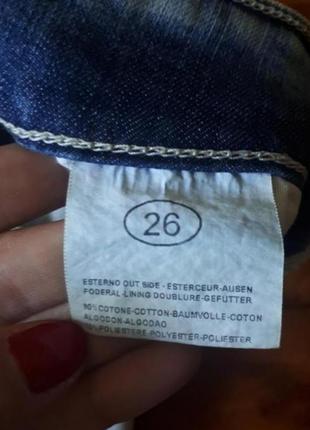 26
ESTERNO OUT SIDE - ESTERCEUR-AUSEN
FODERAL-LINING DOUBLURE-GEFÜTTER
90%COTONE-COTTON-BAUMVOLLE-COTON
ALGODON-ALGODAO
POLIESTERE-POLYESTER-POLIESTER